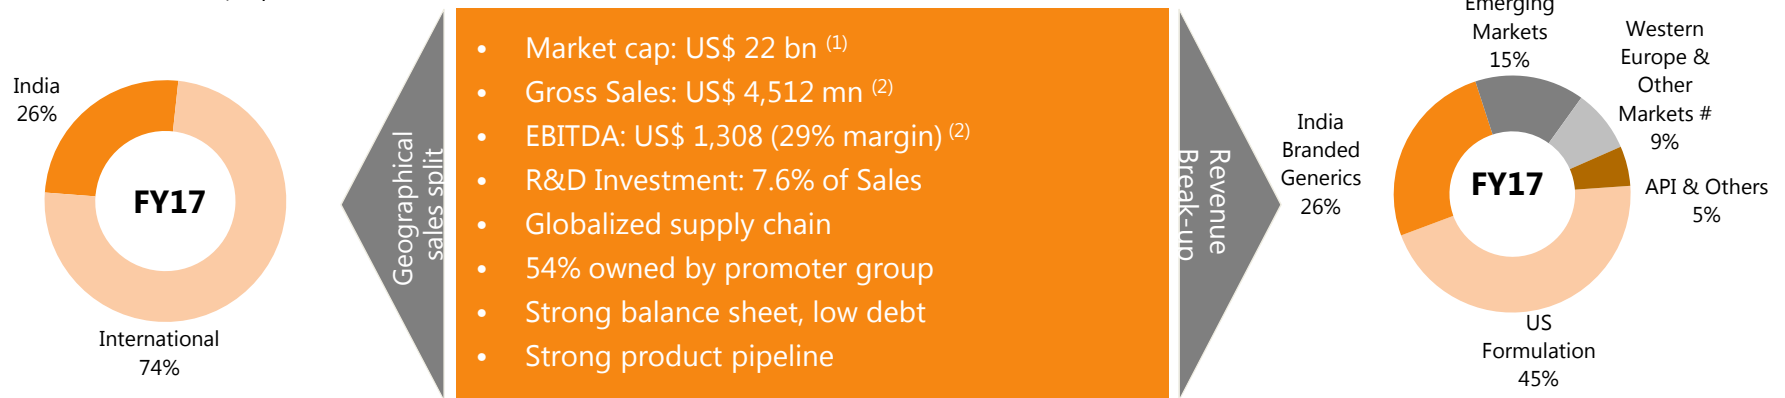 India
26%
FY17
International
74%
Geographical
sales split
• Market cap: US$ 22 bn (1)
• Gross Sales: US$ 4,512 mn (2)
• EBITDA: US$ 1,308 (29% margin) (2)
• R&D Investment: 7.6% of Sales
• Globalized supply chain
• 54% owned by promoter group
• Strong balance sheet, low debt
• Strong product pipeline
Revenue
Break-up
Emerging
Markets
15%
Western
Europe &
Other
Markets #
9%
India
Branded
Generics
26%
FY17
API & Others
5%
US
Formulation
45%